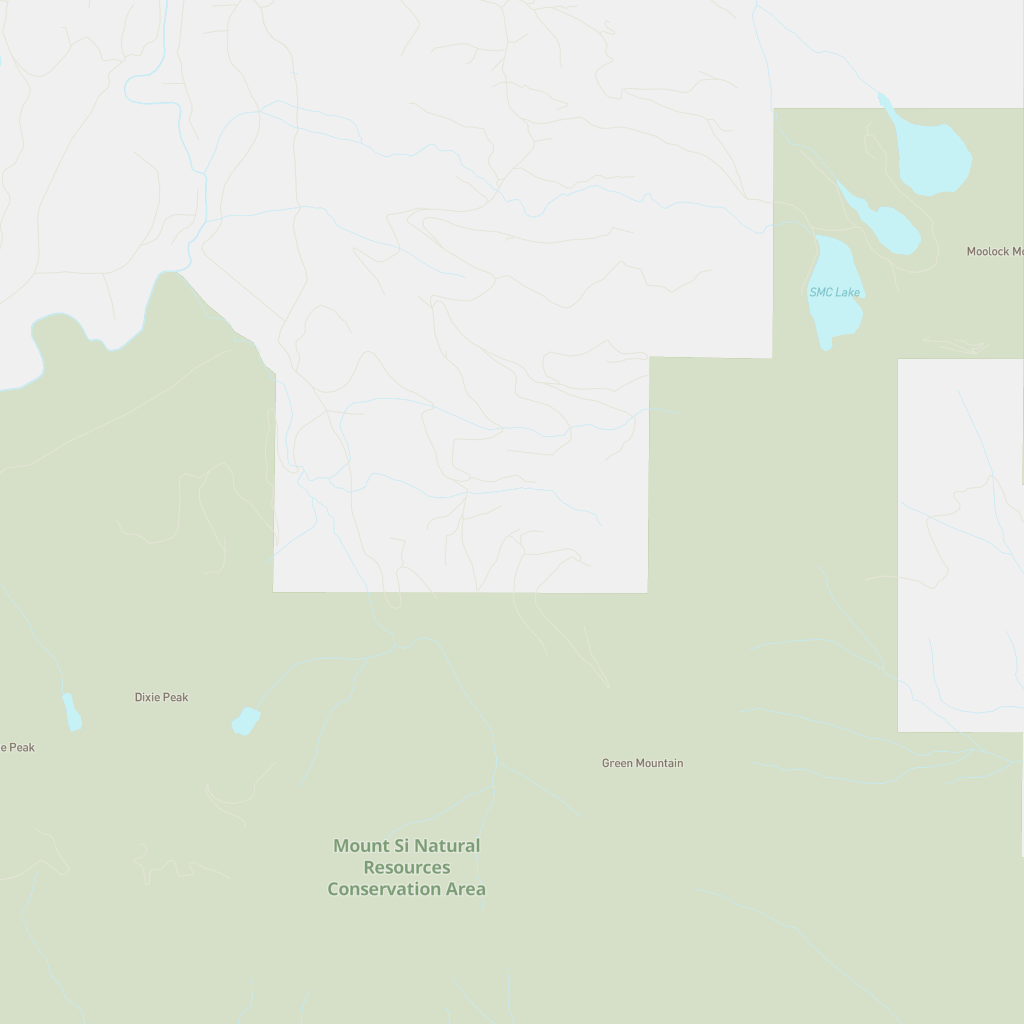 Moolock Mo
SMC Lake
Dixie Peak
e Peak
Green Mountain
Mount Si Natural
Resources
Conservation Area